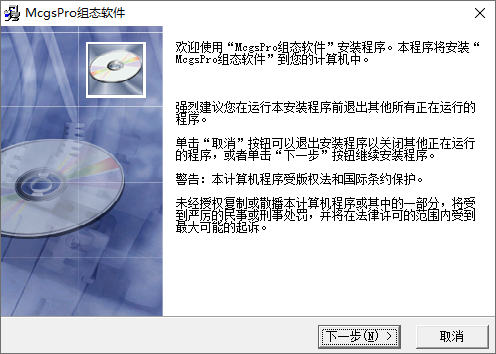 McgsPro组态软件
欢迎使用“McgsPro组态软件”安装程序。本程序将安装“
McgsPro组态软件”到您的计算机中。
强烈建议您在运行本安装程序前退出其他所有正在运行的
程序。
单击“取消”按钮可以退出安装程序以关闭其他正在运行
的程序，或者单击“下一步”按钮继续安装程序。
警告：本计算机程序受版权法和国际条约保护。
未经授权复制或散播本计算机程序或其中的一部分，将受
到严厉的民事或刑事处罚，并将在法律许可的范围内受到
最大可能的起诉。
下一步(N) >
取消